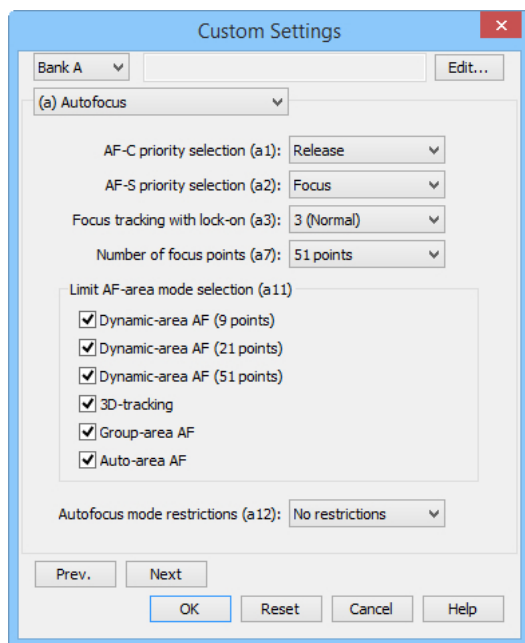 Custom Settings
Bank A
Edit...
(a) Autofocus
AF-C priority selection (a1): Release
AF-S priority selection (a2): Focus
Focus tracking with lock-on (a3): 3 (Normal)
Number of focus points (a7): 51 points
Limit AF-area mode selection (a11)
Dynamic-area AF (9 points)
Dynamic-area AF (21 points)
Dynamic-area AF (51 points)
3D-tracking
Group-area AF
Auto-area AF
Autofocus mode restrictions (a12): No restrictions
Prev. Next
OK Reset Cancel Help